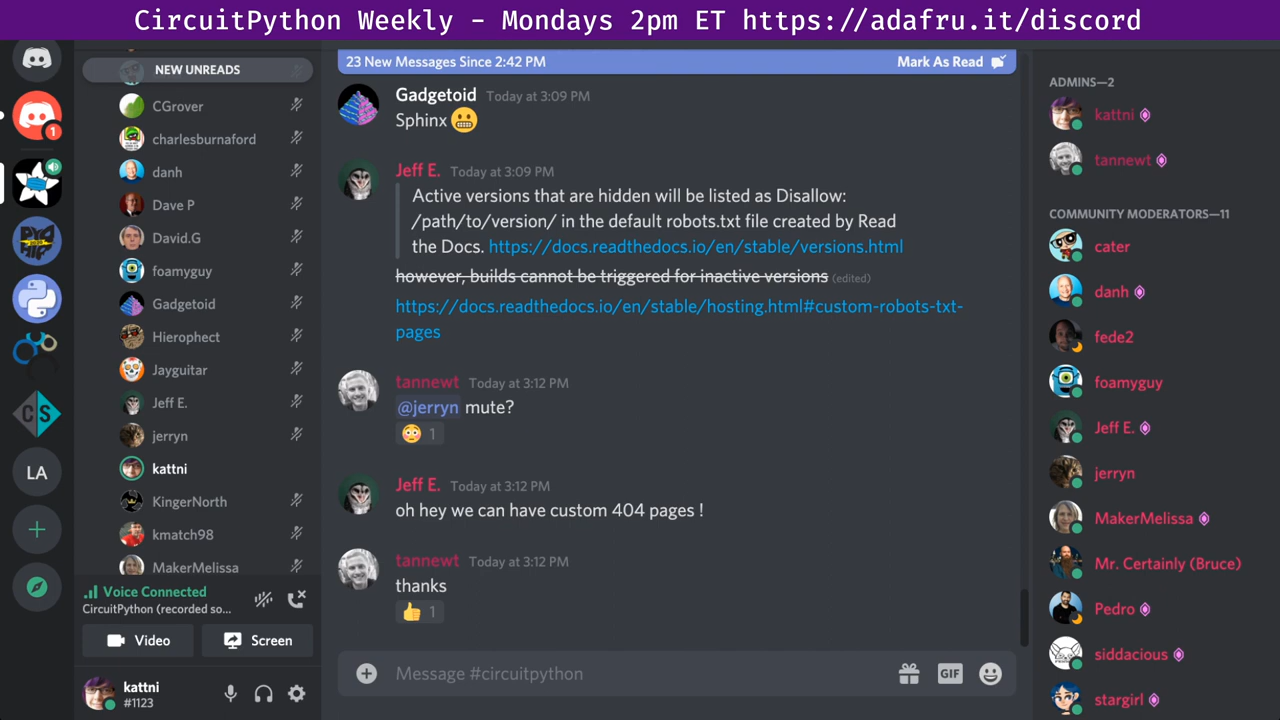 CircuitPython Weekly - Mondays 2pm ET https://adafru.it/discord
NEW UNREADS
CGrover
charlesburnaford
danh
Dave P
David.G
foamyguy
Gadgetoid
Hierophect
Jayguitar
Jeff E.
jerryn
kattni
KingerNorth
kmatch98
MakerMelissa
Voice Connected
CircuitPython (recorded so...
Video
Screen
kattni
#1123
1
LA
CS
23 New Messages Since 2:42 PM
Mark As Read
Gadgetoid Today at 3:09 PM
Sphinx 😬
Jeff E. Today at 3:09 PM
Active versions that are hidden will be listed as Disallow:
/path/to/version/ in the default robots.txt file created by Read
the Docs. https://docs.readthedocs.io/en/stable/versions.html
however, builds cannot be triggered for inactive versions (edited)
https://docs.readthedocs.io/en/stable/hosting.html#custom-robots-txt-
pages
tannewt Today at 3:12 PM
@jerryn mute?
😳 1
Jeff E. Today at 3:12 PM
oh hey we can have custom 404 pages !
tannewt Today at 3:12 PM
thanks
👍 1
Message #circuitpython
GIF
ADMINS—2
kattni
tannewt
COMMUNITY MODERATORS—11
cater
danh
fede2
foamyguy
Jeff E.
jerryn
MakerMelissa
Mr. Certainly (Bruce)
Pedro
siddacious
stargirl